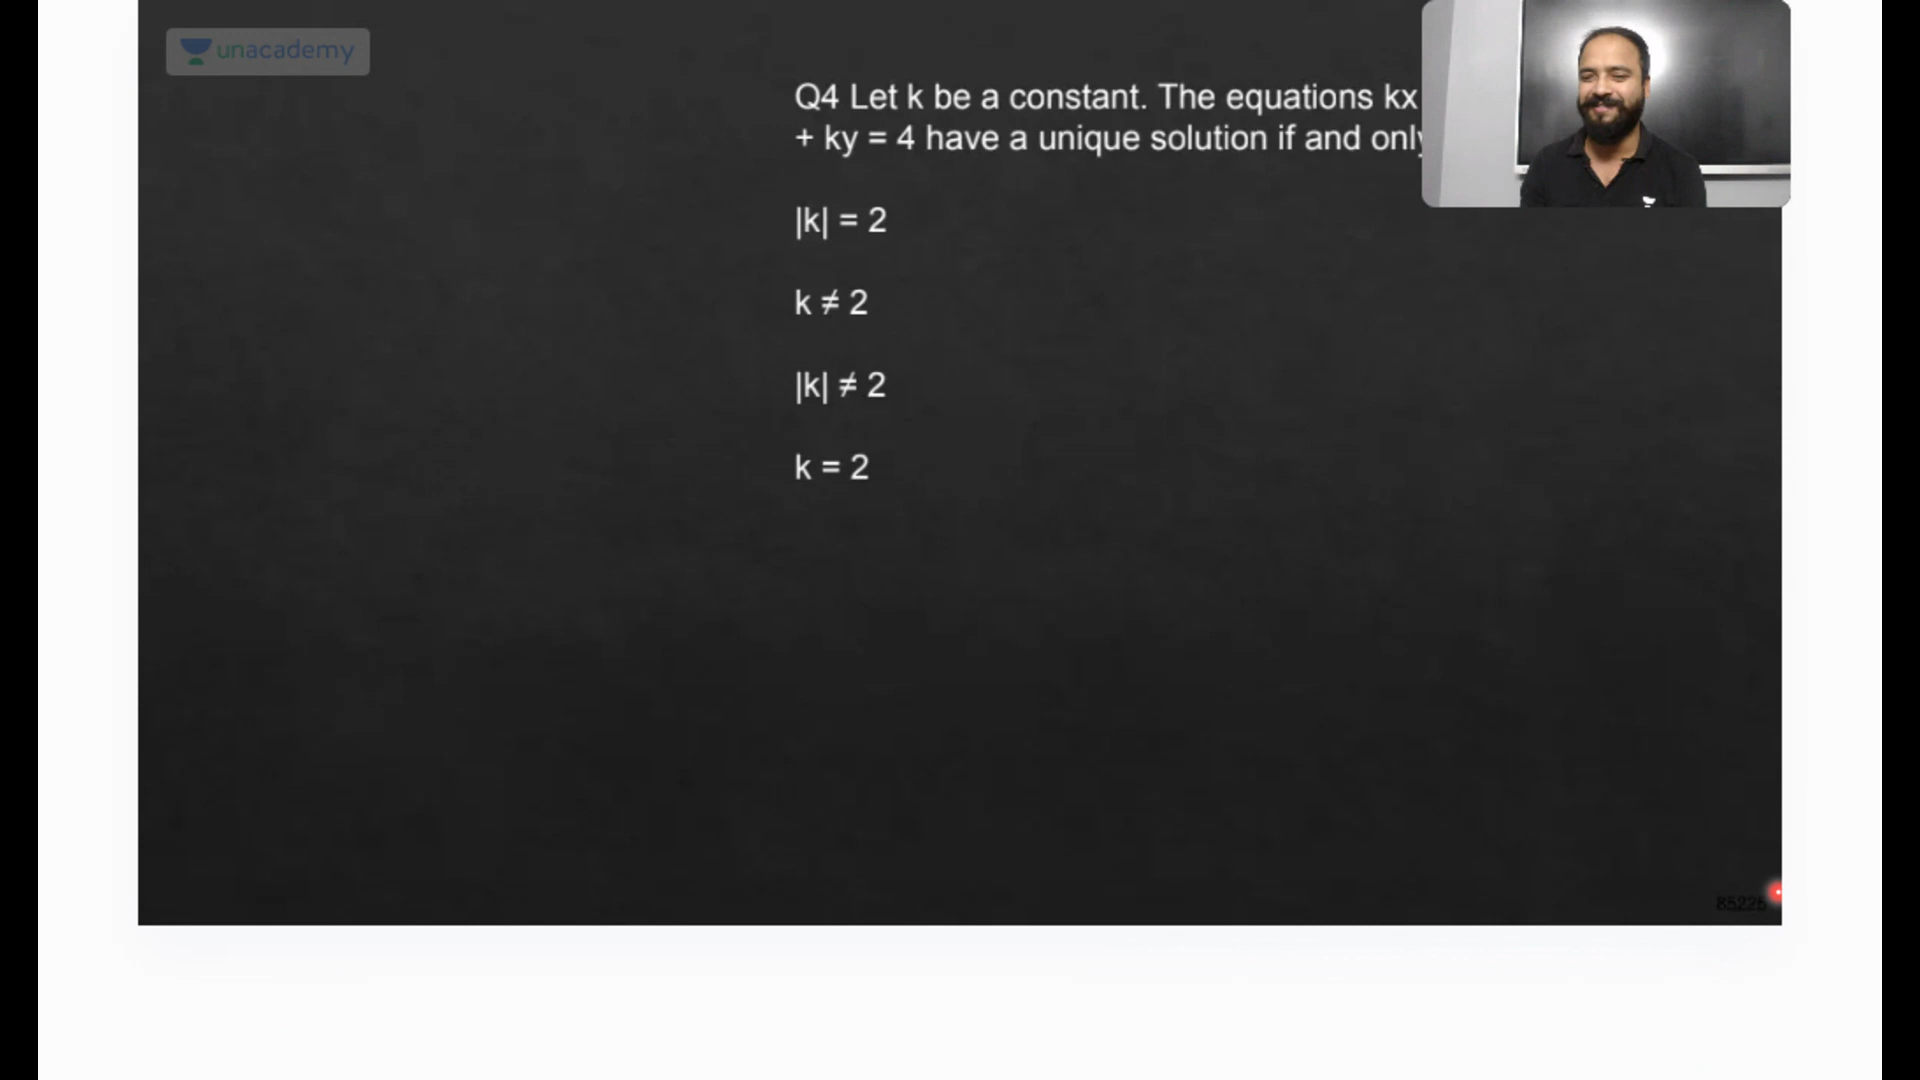 unacademy
Q4 Let k be a constant. The equations kx
+ ky = 4 have a unique solution if and only
|k| = 2
k ≠ 2
|k| ≠ 2
k = 2